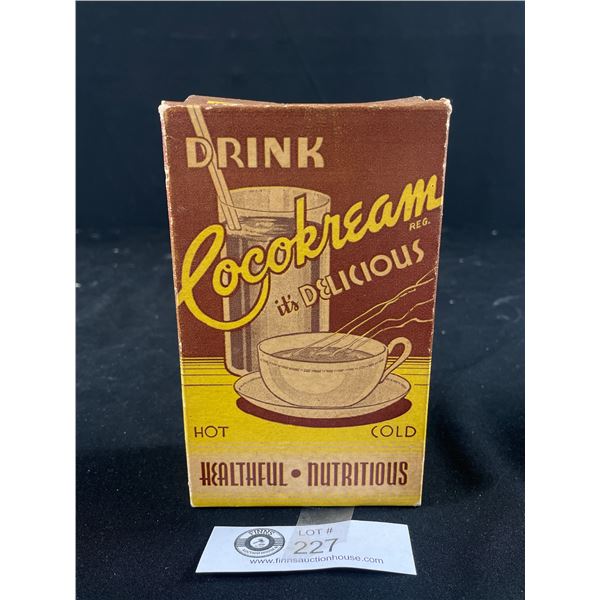 DRINK
Cocokream
REG.
it's DELICIOUS
HOT COLD
HEALTHFUL • NUTRITIOUS
LOT #
227
www.finnsauctionhouse.com